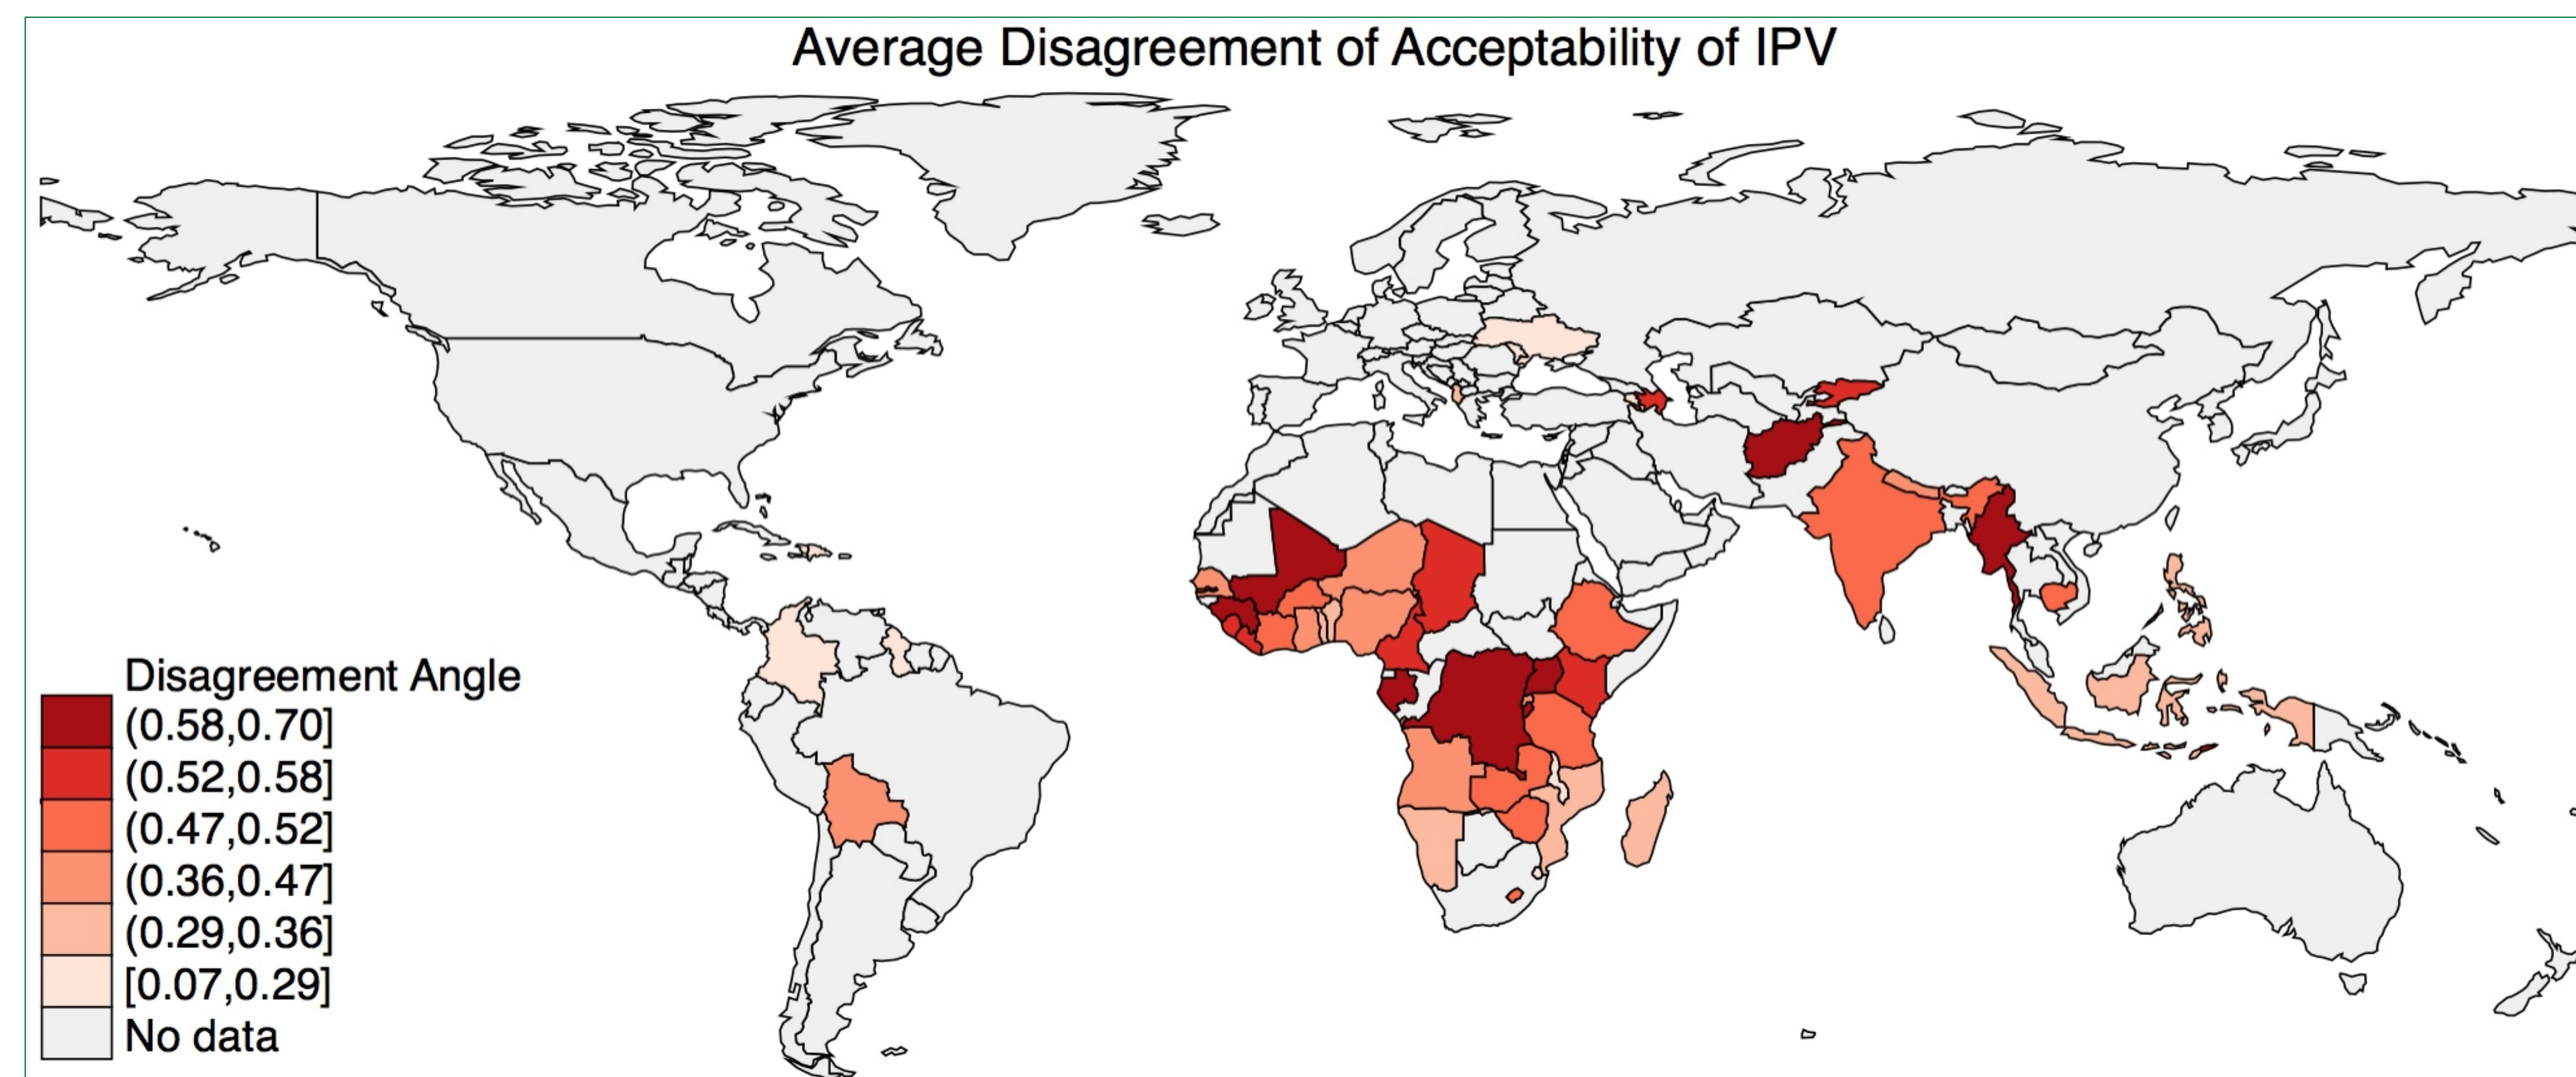 Average Disagreement of Acceptability of IPV
Disagreement Angle
(0.58,0.70]
(0.52,0.58]
(0.47,0.52]
(0.36,0.47]
(0.29,0.36]
[0.07,0.29]
No data